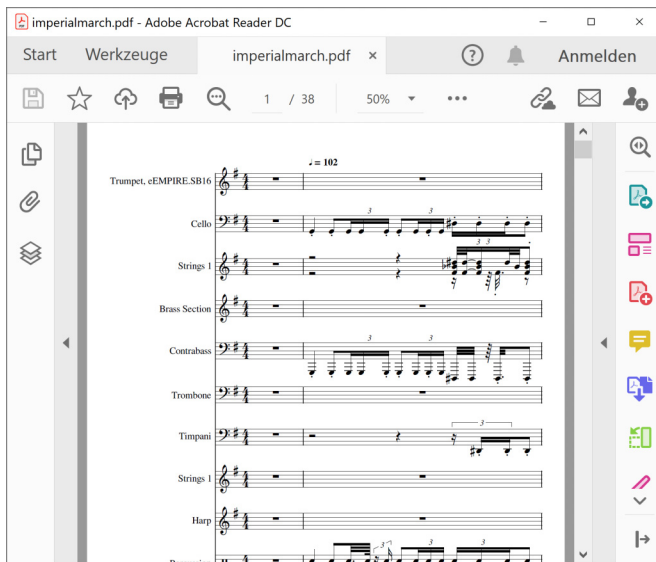 imperialmarch.pdf - Adobe Acrobat Reader DC
Start Werkzeuge imperialmarch.pdf × ? Anmelden
1 / 38 50%
♩ = 102
Trumpet, eEMPIRE.SB16
3 3
Cello
3 3
Strings 1
Brass Section
3 3
Contrabass
Trombone
3
Timpani
Strings 1
Harp
3 3 3